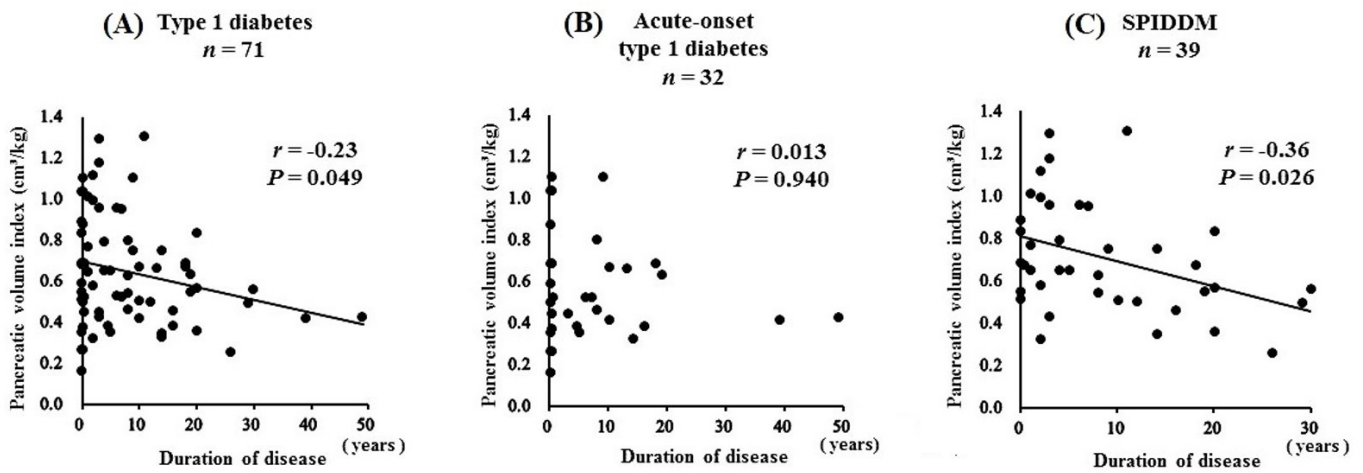 (A) Type 1 diabetes
n = 71
Pancreatic volume index (cm³/kg)
1.4
1.2
1.0
0.8
0.6
0.4
0.2
0.0
r = -0.23
P = 0.049
0 10 20 30 40 50
(years)
Duration of disease
(B) Acute-onset
type 1 diabetes
n = 32
Pancreatic volume index (cm³/kg)
1.4
1.2
1.0
0.8
0.6
0.4
0.2
0.0
r = 0.013
P = 0.940
0 10 20 30 40 50
(years)
Duration of disease
(C) SPIDDM
n = 39
Pancreatic volume index (cm³/kg)
1.4
1.2
1.0
0.8
0.6
0.4
0.2
0.0
r = -0.36
P = 0.026
0 10 20 30
(years)
Duration of disease